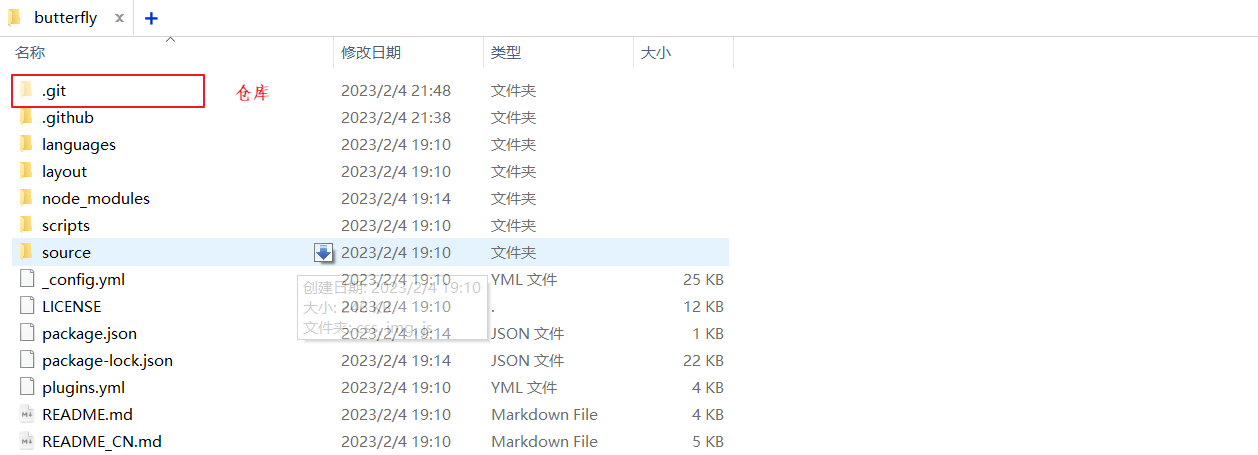 butterfly x +
名称 修改日期 类型 大小
.git 2023/2/4 21:48 文件夹 仓库
.github 2023/2/4 21:38 文件夹
languages 2023/2/4 19:10 文件夹
layout 2023/2/4 19:10 文件夹
node_modules 2023/2/4 19:14 文件夹
scripts 2023/2/4 19:10 文件夹
source 2023/2/4 19:10 文件夹
_config.yml 2023/2/4 19:10 YML 文件 25 KB
创建日期: 2023/2/4 19:10
LICENSE 2023/2/4 19:10 . 12 KB
大小: KB
文件夹: css, img, js
package.json 2023/2/4 19:14 JSON 文件 1 KB
package-lock.json 2023/2/4 19:14 JSON 文件 22 KB
plugins.yml 2023/2/4 19:10 YML 文件 4 KB
README.md 2023/2/4 19:10 Markdown File 4 KB
README_CN.md 2023/2/4 19:10 Markdown File 5 KB